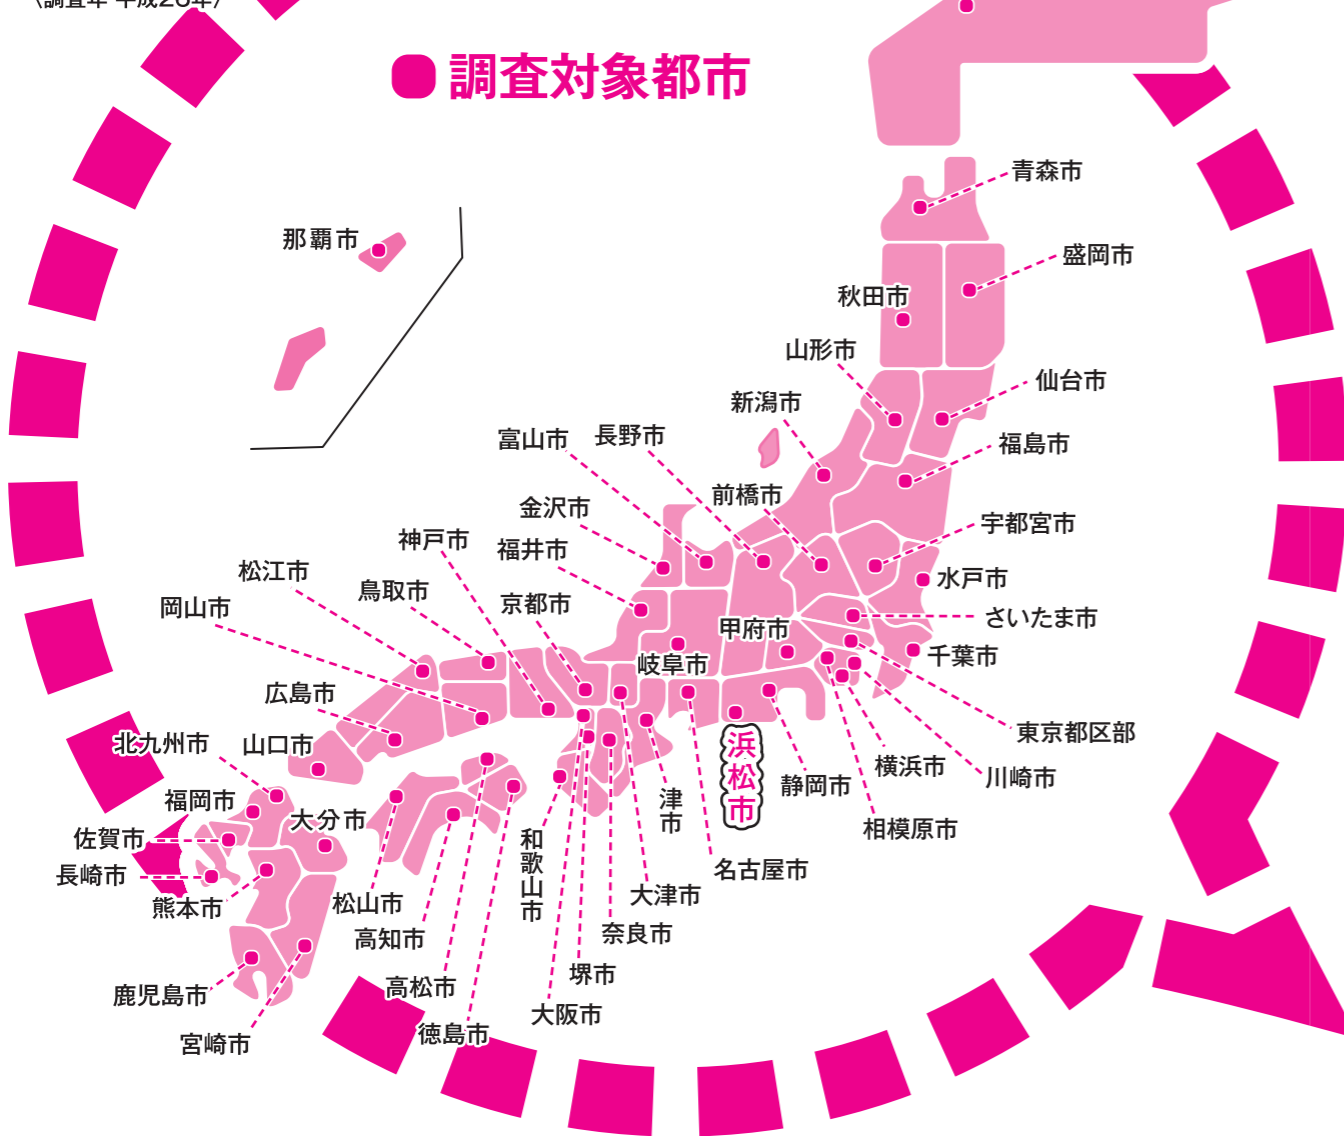 （調査年 平成26年）
調査対象都市
青森市
那覇市
盛岡市
秋田市
山形市
仙台市
新潟市
富山市
長野市
福島市
前橋市
金沢市
宇都宮市
神戸市
福井市
松江市
水戸市
鳥取市
京都市
岡山市
さいたま市
甲府市
千葉市
岐阜市
広島市
東京都区部
北九州市
山口市
浜松市
横浜市
川崎市
静岡市
福岡市
津市
大分市
相模原市
佐賀市
和歌山市
名古屋市
長崎市
大津市
熊本市
松山市
高知市
奈良市
堺市
高松市
鹿児島市
大阪市
徳島市
宮崎市